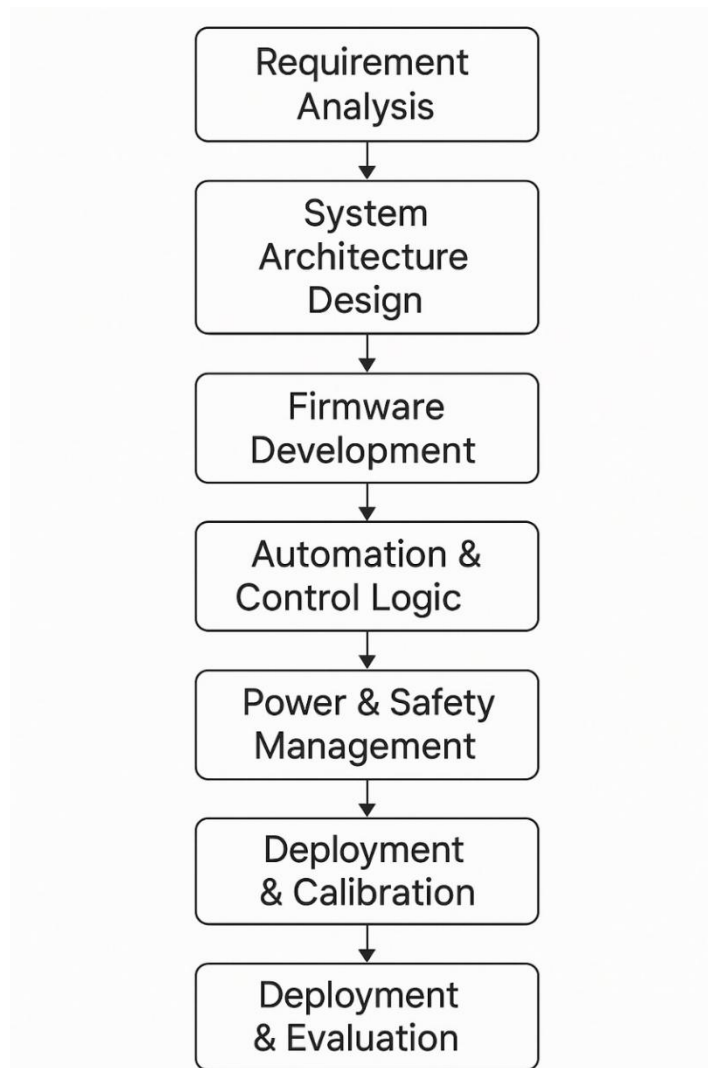 Requirement
Analysis
System
Architecture
Design
Firmware
Development
Automation &
Control Logic
Power & Safety
Management
Deployment
& Calibration
Deployment
& Evaluation